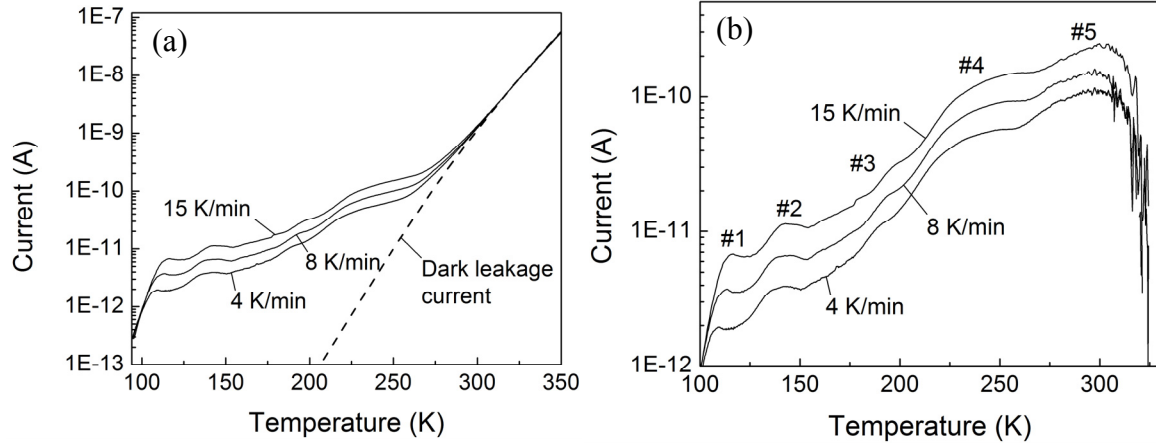 (a)
Current (A)
1E-7
1E-8
1E-9
1E-10
1E-11
1E-12
1E-13
15 K/min
8 K/min
4 K/min
Dark leakage
current
100 150 200 250 300 350
Temperature (K)
(b)
Current (A)
1E-10
1E-11
1E-12
#1
#2
#3
#4
#5
15 K/min
8 K/min
4 K/min
100 150 200 250 300
Temperature (K)